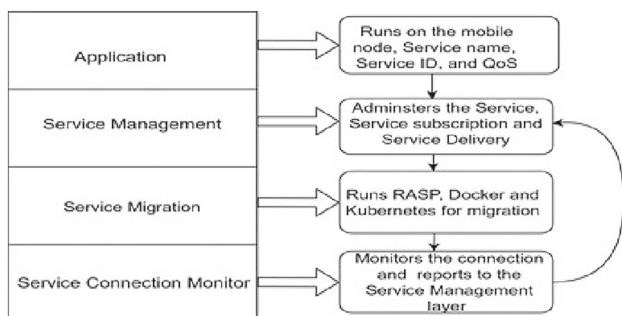 Application
Runs on the mobile
node, Service name,
Service ID, and QoS
Service Management
Adminsters the Service,
Service subscription and
Service Delivery
Service Migration
Runs RASP, Docker and
Kubernetes for migration
Service Connection Monitor
Monitors the connection
and reports to the
Service Management
layer